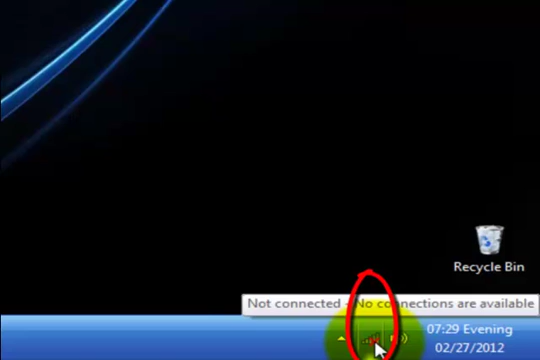 Recycle Bin
Not connected - No connections are available
07:29 Evening
02/27/2012